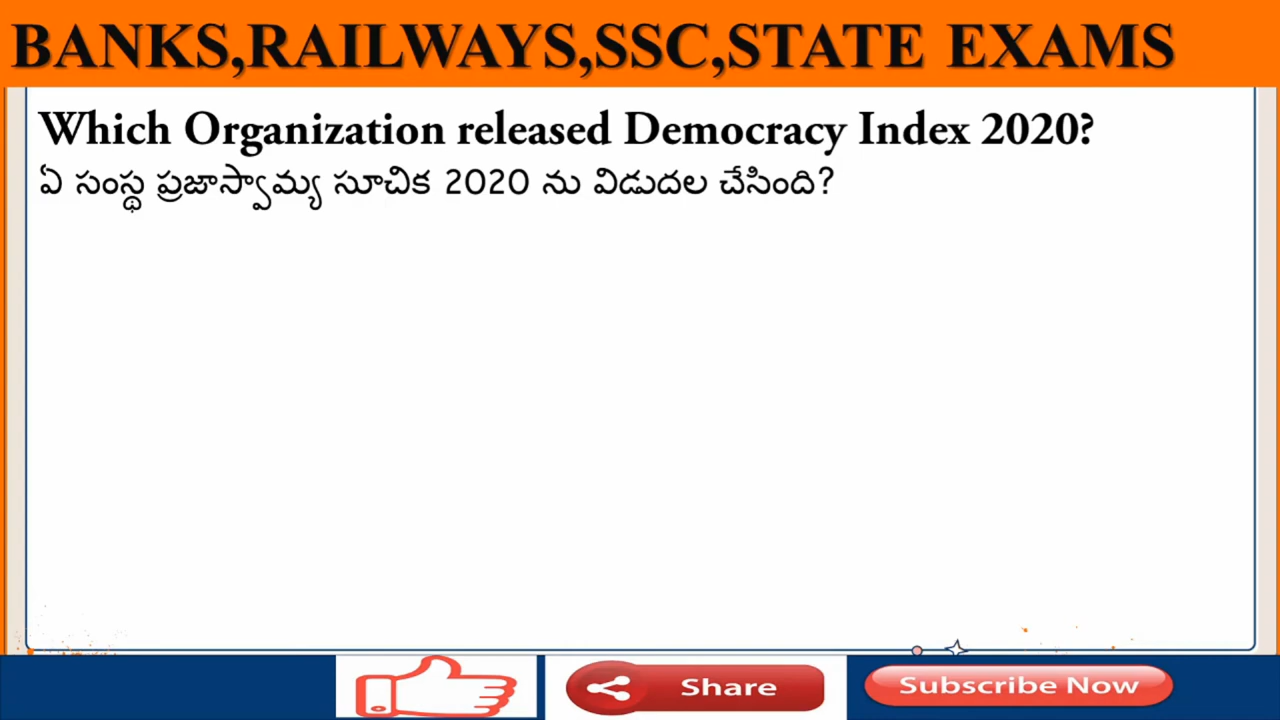 BANKS,RAILWAYS,SSC,STATE EXAMS
Which Organization released Democracy Index 2020?
ఏ సంస్థ ప్రజాస్వామ్య సూచిక 2020 ను విడుదల చేసింది?
Share
Subscribe Now